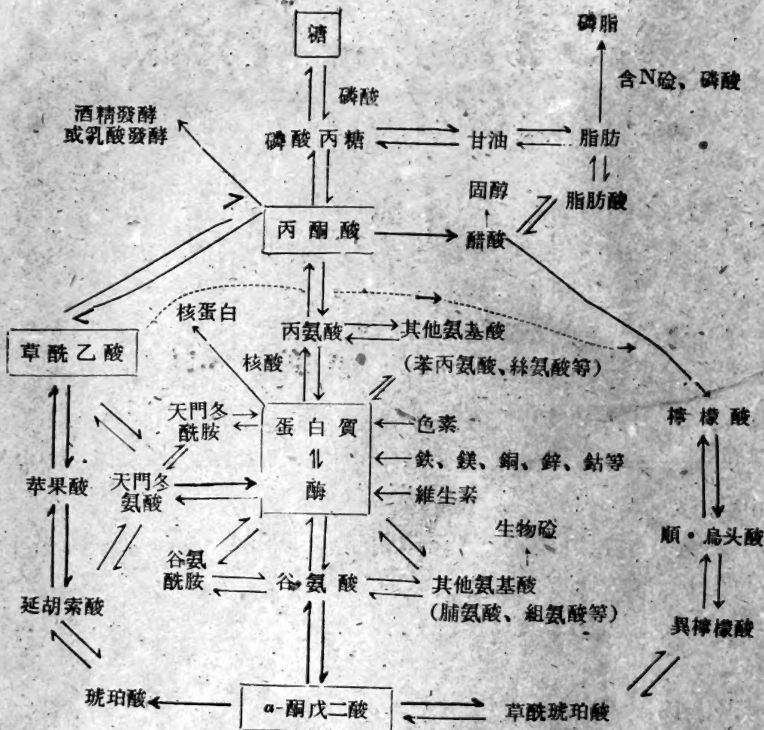 糖
磷脂
含N硷、磷酸
磷酸
酒精發酵
或乳酸發酵
磷酸丙糖
甘油
脂肪
固醇
脂肪酸
丙酮酸
醋酸
核蛋白
丙氨酸
其他氨基酸
草酰乙酸
核酸
(苯丙氨酸、絲氨酸等)
天門冬
酰胺
蛋白質
色素
檸檬酸
鉄、鎂、銅、鋅、鈷等
苹果酸
天門冬
氨酸
酶
維生素
生物硷
順·烏头酸
谷氨
酰胺
谷氨酸
其他氨基酸
延胡索酸
(脯氨酸、組氨酸等)
異檸檬酸
琥珀酸
α-酮戊二酸
草酰琥珀酸